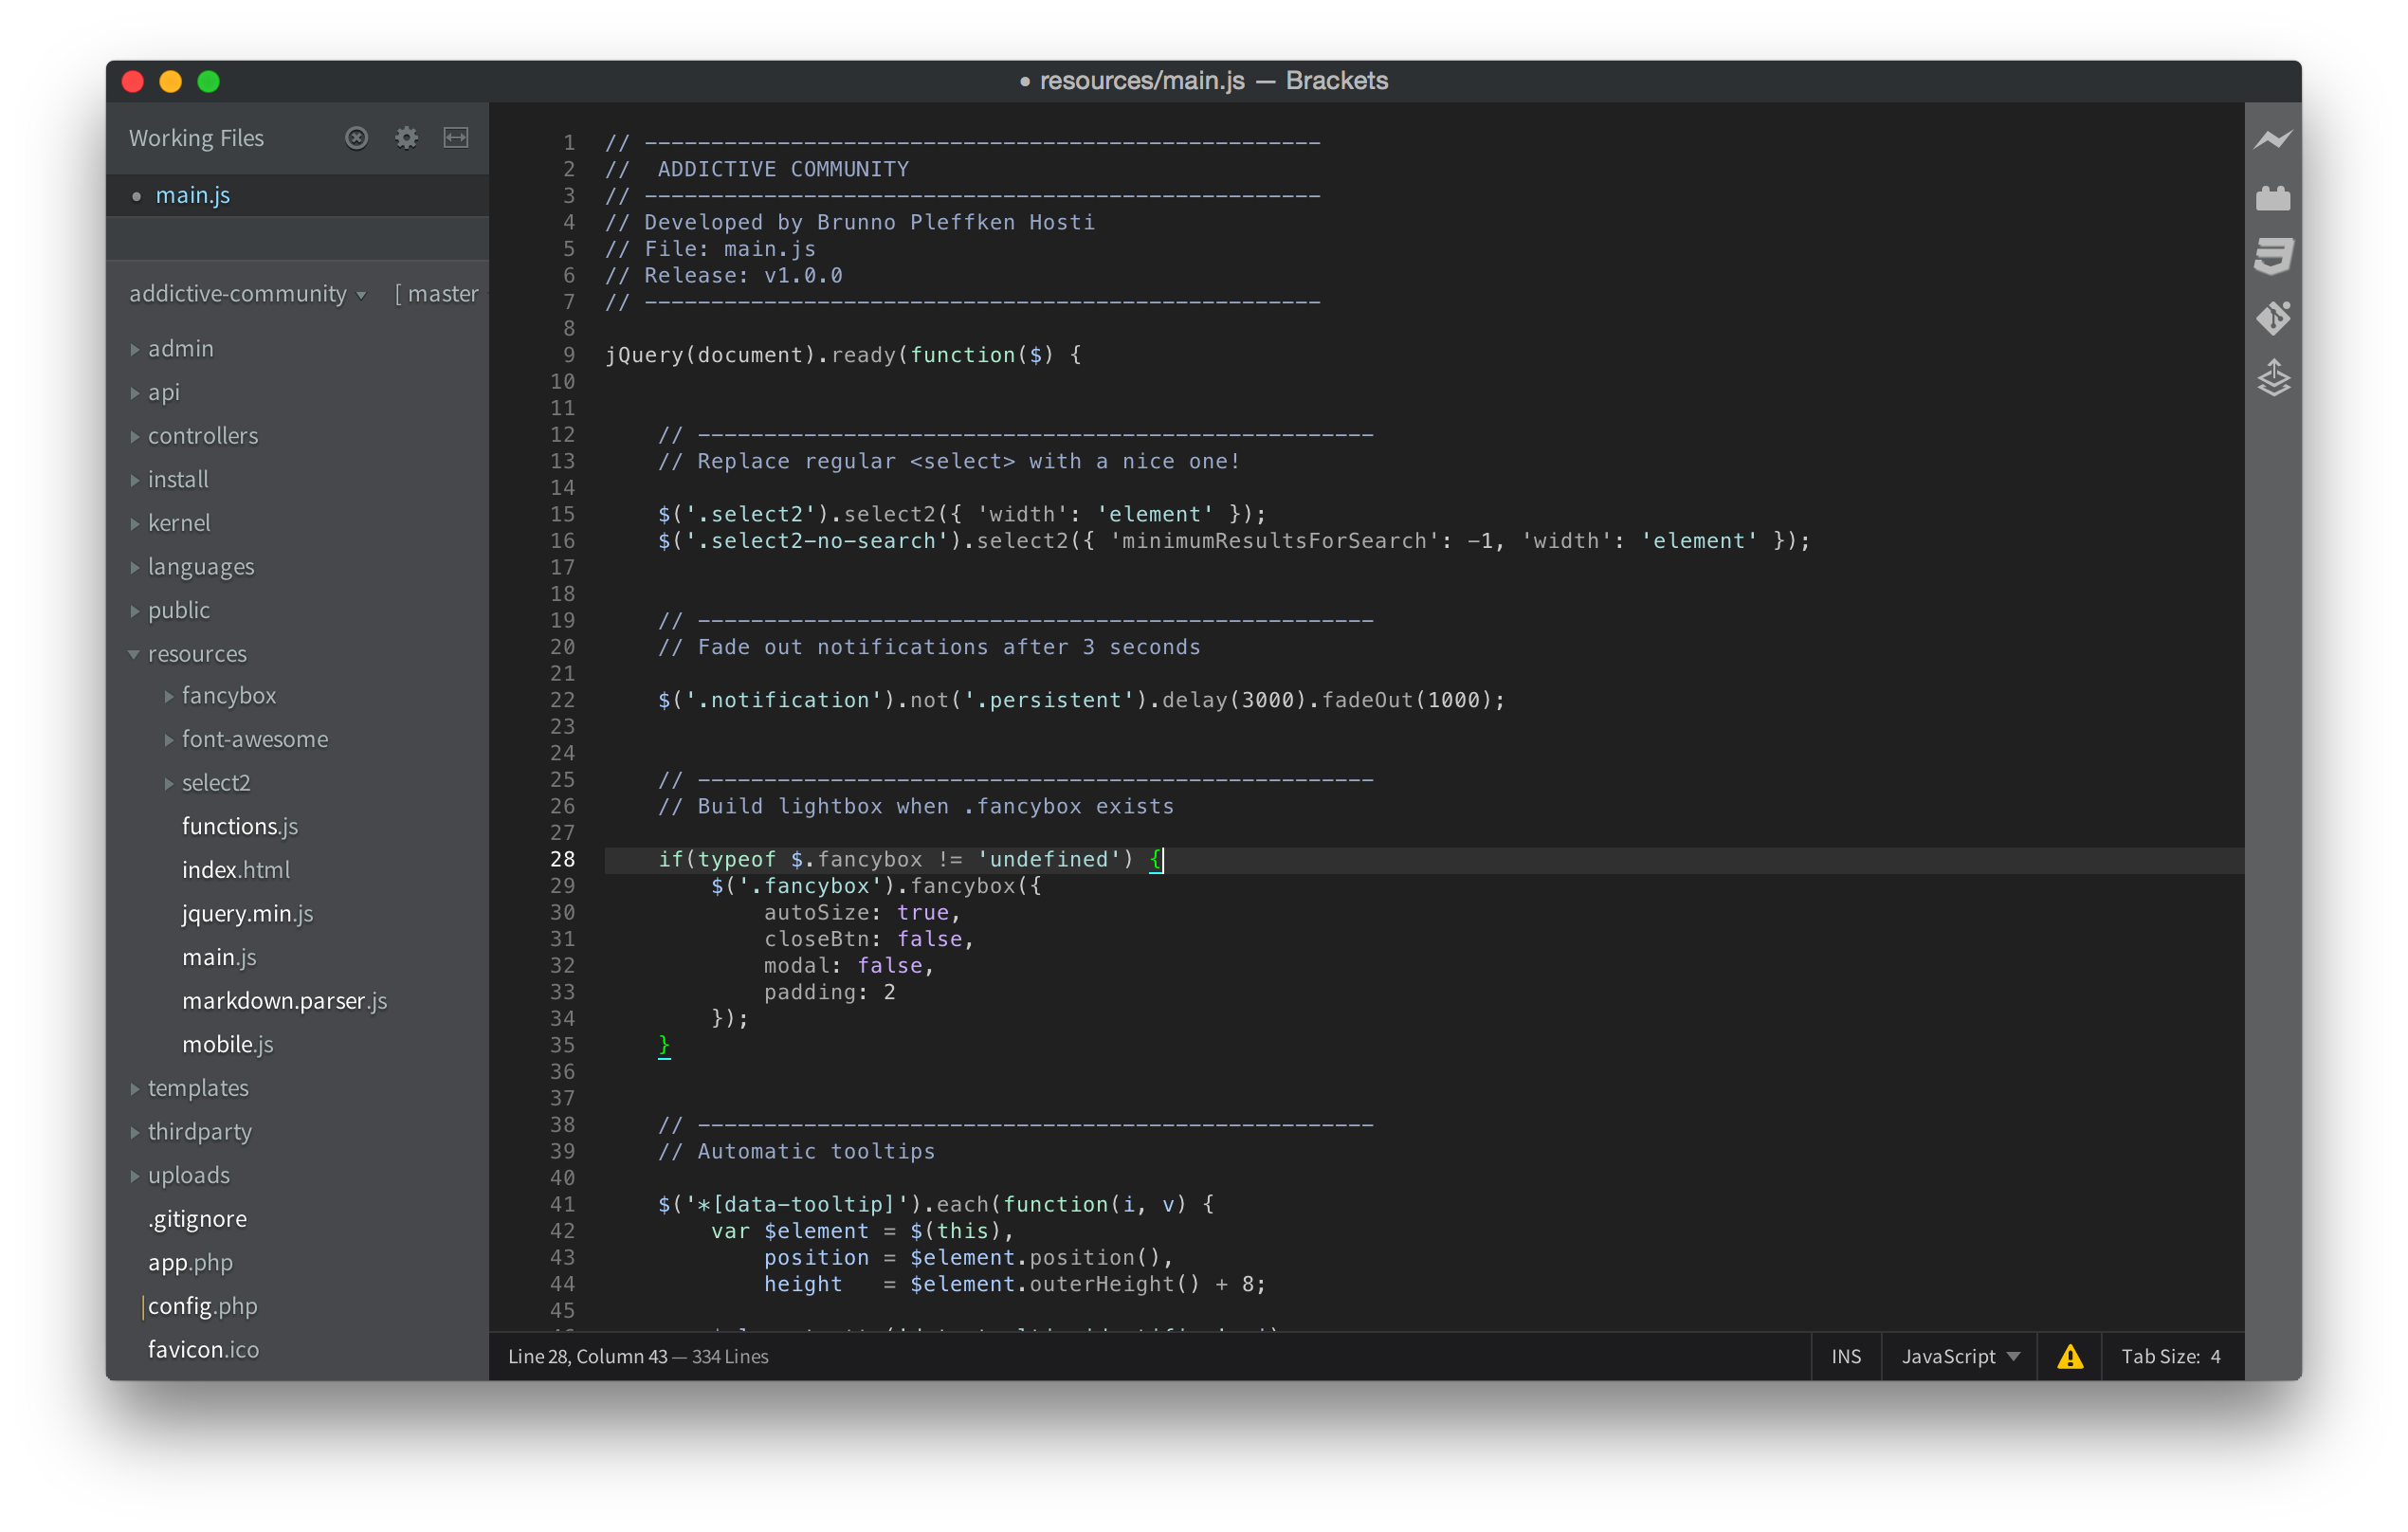 • resources/main.js — Brackets
Working Files
• main.js
addictive-community [ master
admin
api
controllers
install
kernel
languages
public
resources
fancybox
font-awesome
select2
functions.js
index.html
jquery.min.js
main.js
markdown.parser.js
mobile.js
templates
thirdparty
uploads
.gitignore
app.php
config.php
favicon.ico
1 // ---------------------------------------------------
2 //  ADDICTIVE COMMUNITY
3 // ---------------------------------------------------
4 // Developed by Brunno Pleffken Hosti
5 // File: main.js
6 // Release: v1.0.0
7 // ---------------------------------------------------
8
9 jQuery(document).ready(function($) {
10
11
12     // ---------------------------------------------------
13     // Replace regular <select> with a nice one!
14
15     $('.select2').select2({ 'width': 'element' });
16     $('.select2-no-search').select2({ 'minimumResultsForSearch': -1, 'width': 'element' });
17
18
19     // ---------------------------------------------------
20     // Fade out notifications after 3 seconds
21
22     $('.notification').not('.persistent').delay(3000).fadeOut(1000);
23
24
25     // ---------------------------------------------------
26     // Build lightbox when .fancybox exists
27
28     if(typeof $.fancybox != 'undefined') {
29         $('.fancybox').fancybox({
30             autoSize: true,
31             closeBtn: false,
32             modal: false,
33             padding: 2
34         });
35     }
36
37
38     // ---------------------------------------------------
39     // Automatic tooltips
40
41     $('*[data-tooltip]').each(function(i, v) {
42         var $element = $(this),
43             position = $element.position(),
44             height   = $element.outerHeight() + 8;
45
Line 28, Column 43 — 334 Lines
INS
JavaScript
Tab Size: 4